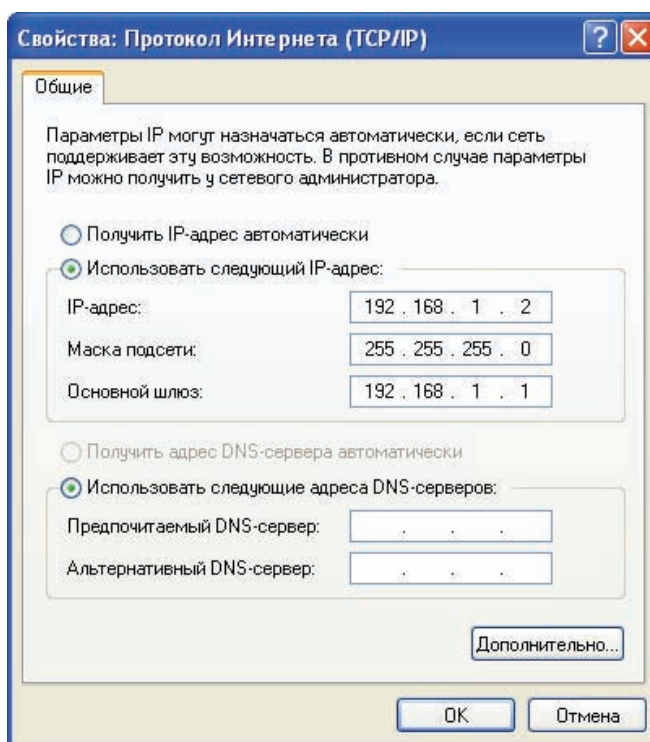 Свойства: Протокол Интернета (TCP/IP)
Общие
Параметры IP могут назначаться автоматически, если сеть
поддерживает эту возможность. В противном случае параметры
IP можно получить у сетевого администратора.
Получить IP-адрес автоматически
Использовать следующий IP-адрес:
IP-адрес: 192 . 168 . 1 . 2
Маска подсети: 255 . 255 . 255 . 0
Основной шлюз: 192 . 168 . 1 . 1
Получить адрес DNS-сервера автоматически
Использовать следующие адреса DNS-серверов:
Предпочитаемый DNS-сервер: . . .
Альтернативный DNS-сервер: . . .
Дополнительно...
OK Отмена